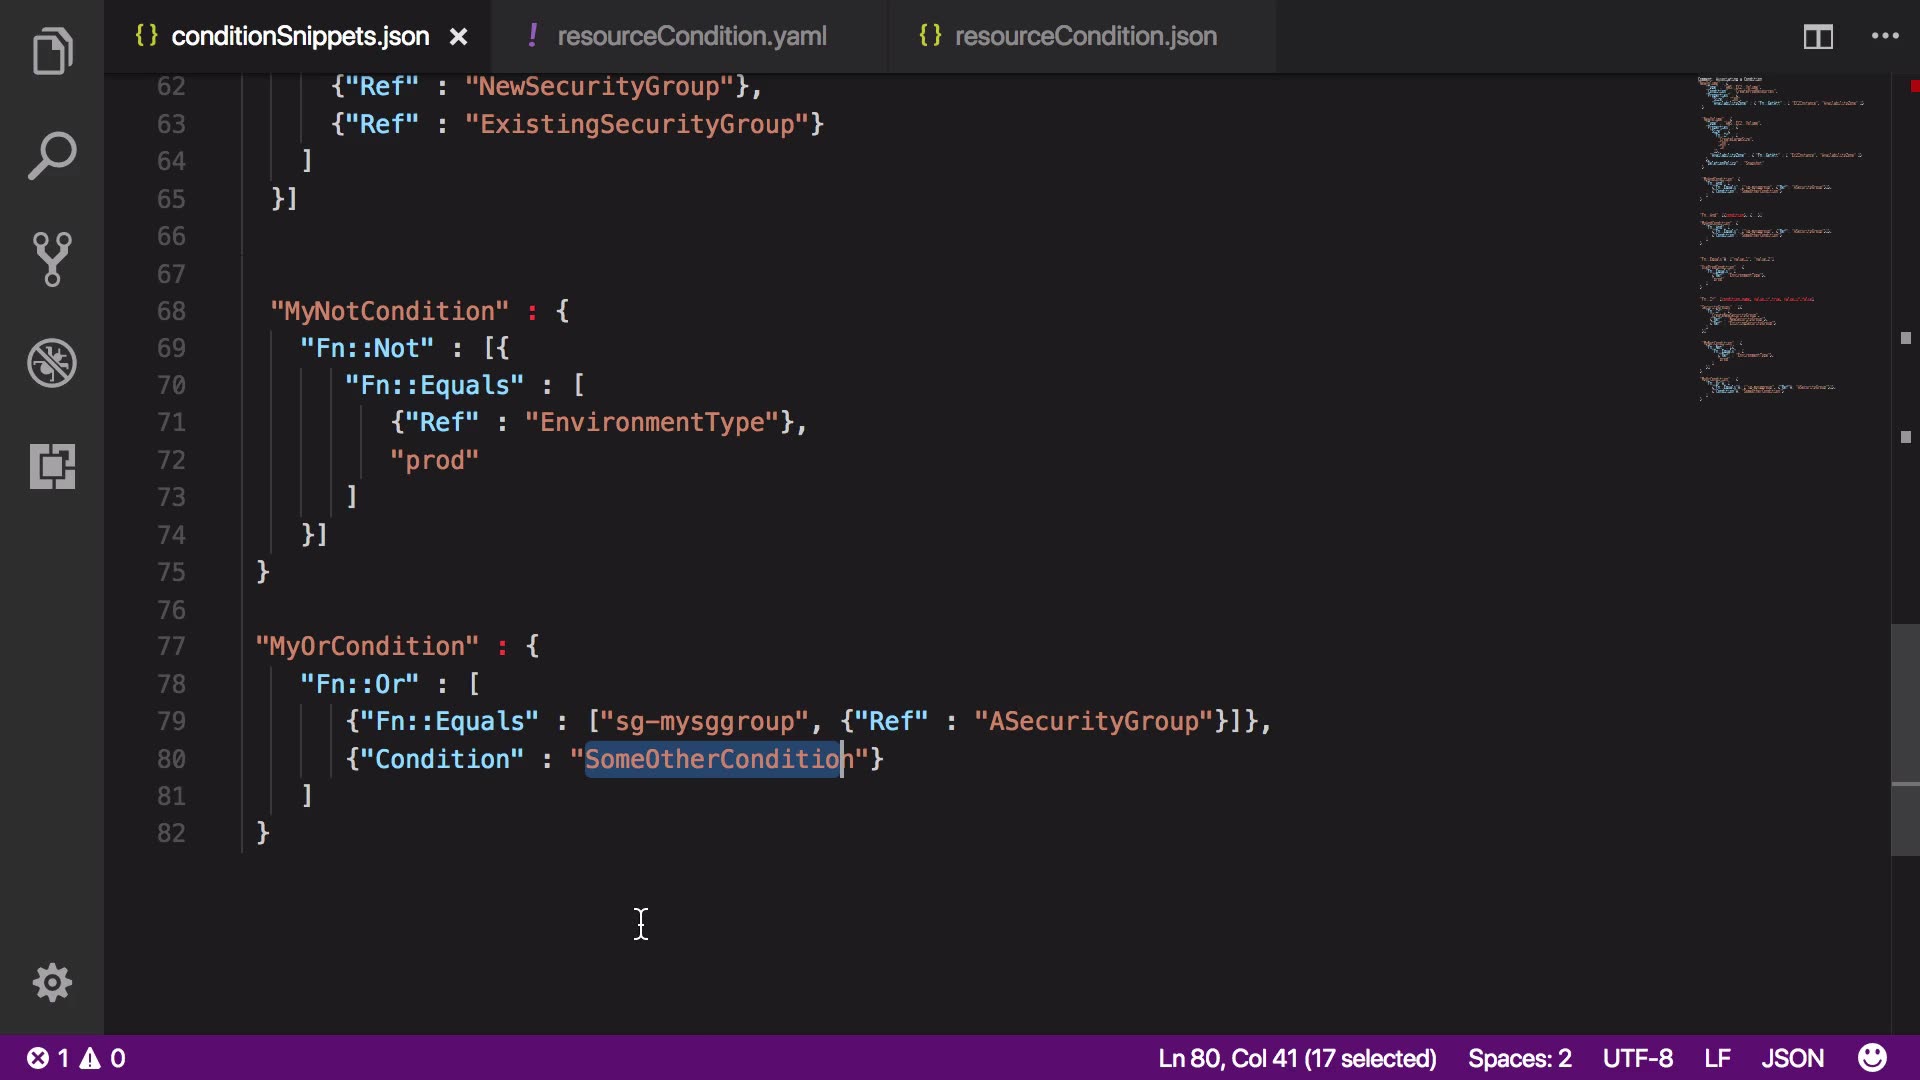 {} conditionSnippets.json ×
! resourceCondition.yaml
{} resourceCondition.json
62 {"Ref" : "NewSecurityGroup"},
63 {"Ref" : "ExistingSecurityGroup"}
64 ]
65 }]
66
67
68 "MyNotCondition" : {
69 "Fn::Not" : [{
70 "Fn::Equals" : [
71 {"Ref" : "EnvironmentType"},
72 "prod"
73 ]
74 }]
75 }
76
77 "MyOrCondition" : {
78 "Fn::Or" : [
79 {"Fn::Equals" : ["sg-mysggroup", {"Ref" : "ASecurityGroup"}]},
80 {"Condition" : "SomeOtherCondition"}
81 ]
82 }
1 0 Ln 80, Col 41 (17 selected) Spaces: 2 UTF-8 LF JSON